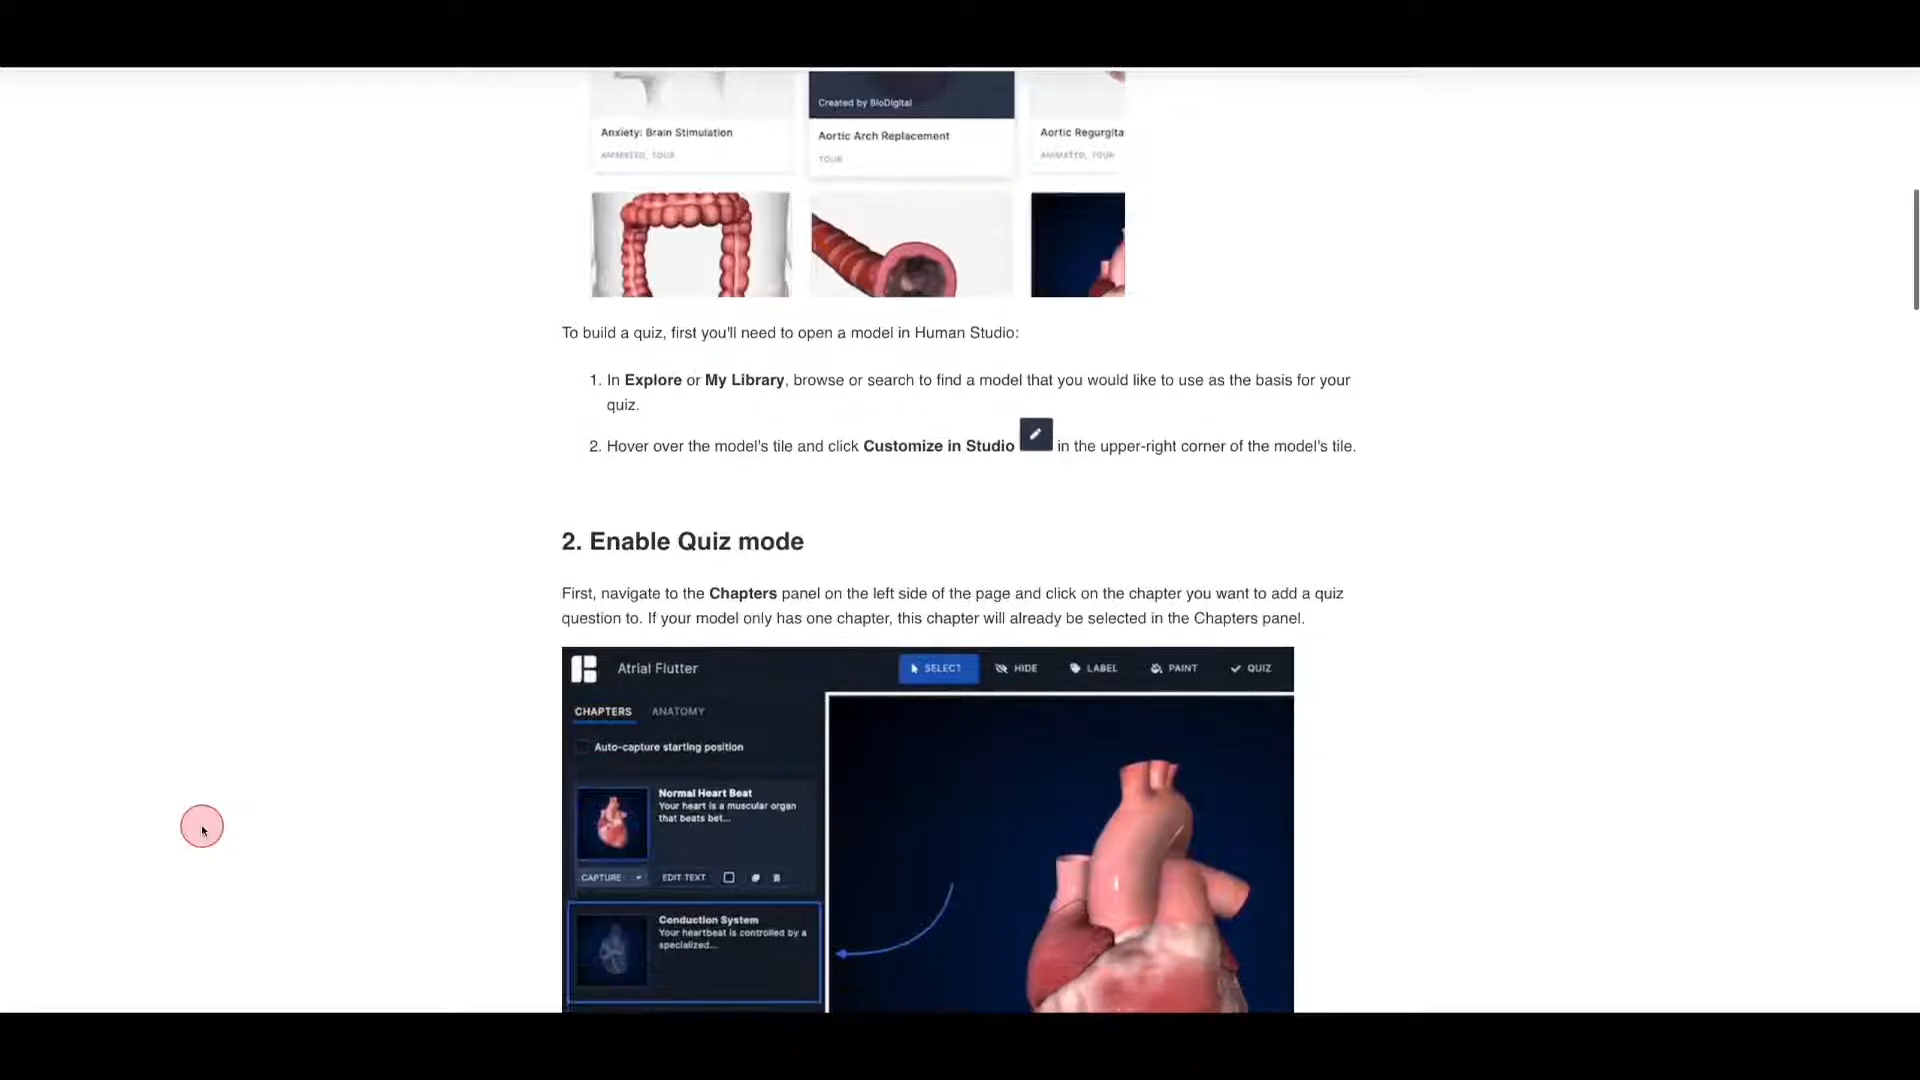 Created by BioDigital
Anxiety: Brain Stimulation
Aortic Arch Replacement
Aortic Regurgita
ANIMATED, TOUR
TOUR
ANIMATED, TOUR
To build a quiz, first you'll need to open a model in Human Studio:
1. In Explore or My Library, browse or search to find a model that you would like to use as the basis for your
quiz.
2. Hover over the model's tile and click Customize in Studio in the upper-right corner of the model's tile.
2. Enable Quiz mode
First, navigate to the Chapters panel on the left side of the page and click on the chapter you want to add a quiz
question to. If your model only has one chapter, this chapter will already be selected in the Chapters panel.
Atrial Flutter
SELECT
HIDE
LABEL
PAINT
QUIZ
CHAPTERS
ANATOMY
Auto-capture starting position
Normal Heart Beat
Your heart is a muscular organ
that beats bet...
CAPTURE
EDIT TEXT
Conduction System
Your heartbeat is controlled by a
specialized...